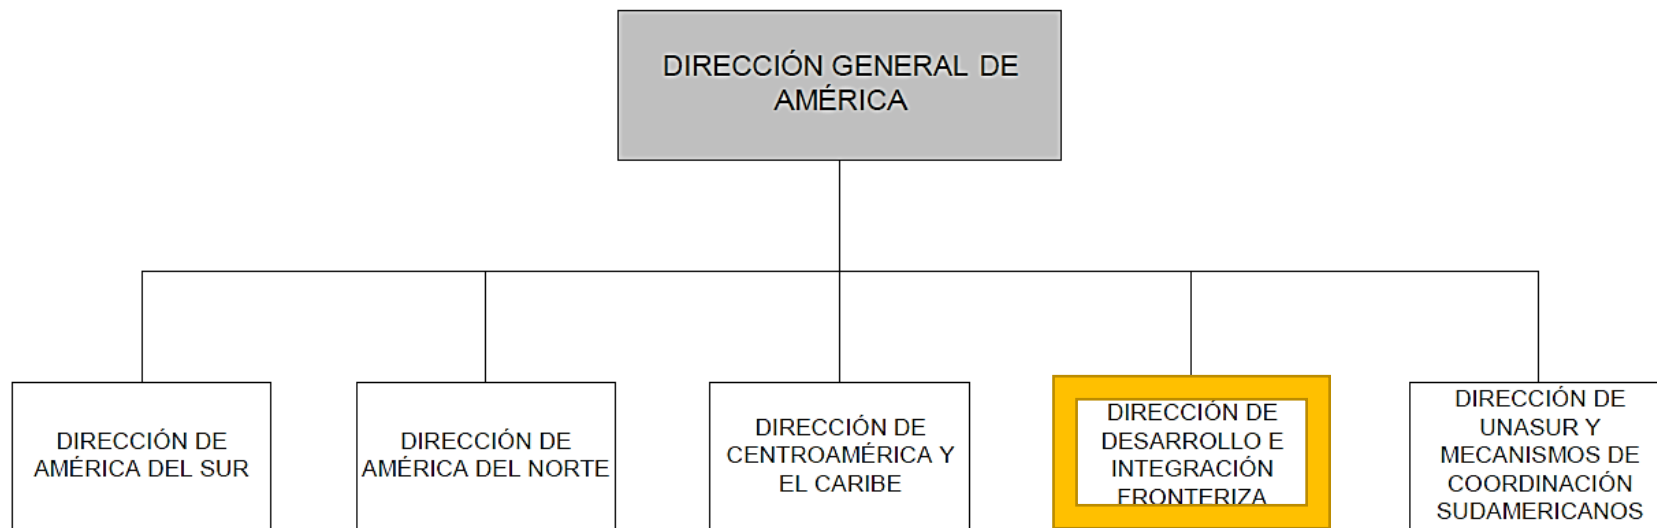 DIRECCIÓN GENERAL DE
AMÉRICA
DIRECCIÓN DE
AMÉRICA DEL SUR
DIRECCIÓN DE
AMÉRICA DEL NORTE
DIRECCIÓN DE
CENTROAMÉRICA Y
EL CARIBE
DIRECCIÓN DE
DESARROLLO E
INTEGRACIÓN
FRONTERIZA
DIRECCIÓN DE
UNASUR Y
MECANISMOS DE
COORDINACIÓN
SUDAMERICANOS